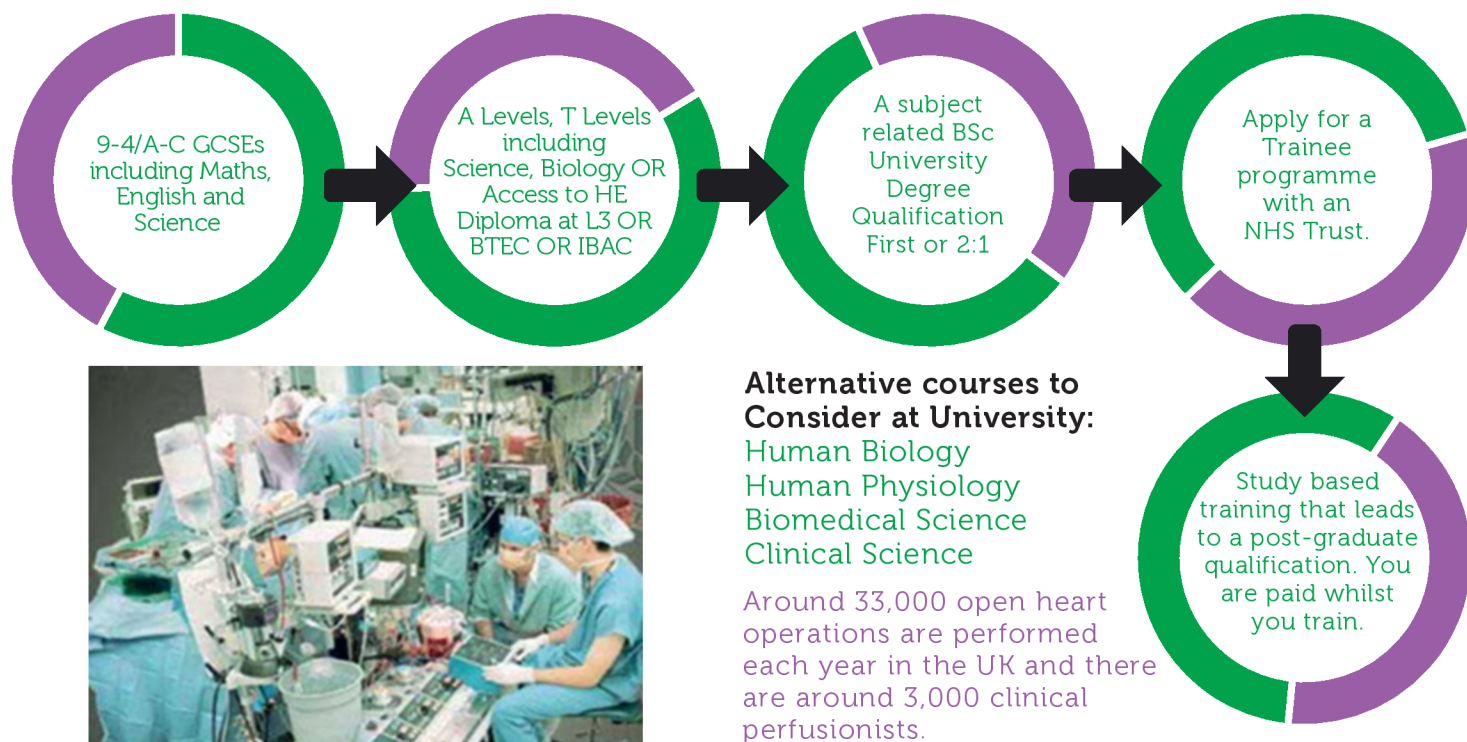 9-4/A-C GCSEs
including Maths,
English and
Science
A Levels, T Levels
including
Science, Biology OR
Access to HE
Diploma at L3 OR
BTEC OR IBAC
A subject
related BSc
University
Degree
Qualification
First or 2:1
Apply for a
Trainee
programme
with an
NHS Trust.
Study based
training that leads
to a post-graduate
qualification. You
are paid whilst
you train.
Alternative courses to
Consider at University:
Human Biology
Human Physiology
Biomedical Science
Clinical Science
Around 33,000 open heart
operations are performed
each year in the UK and there
are around 3,000 clinical
perfusionists.